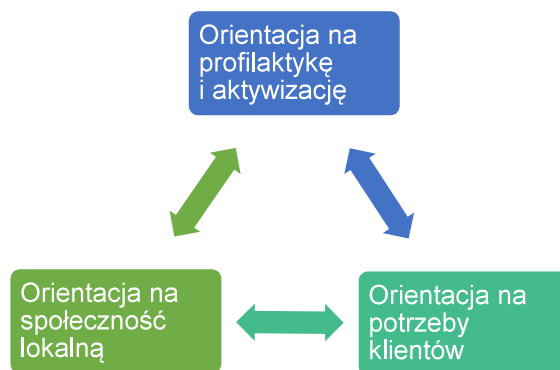 Orientacja na
profilaktykę
i aktywizację
Orientacja na
społeczność
lokalną
Orientacja na
potrzeby
klientów